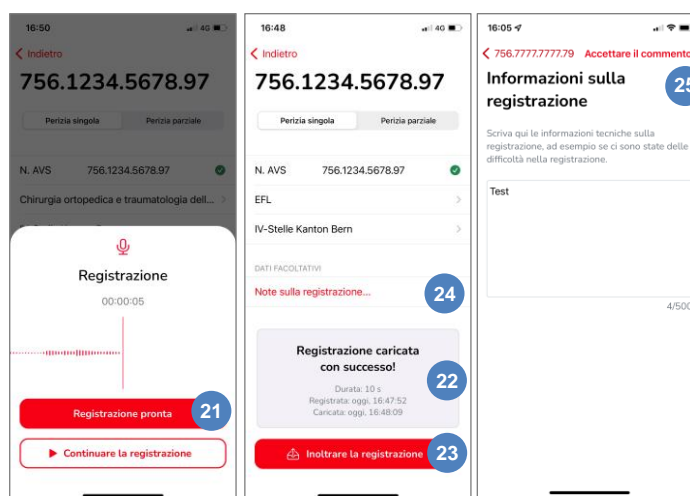 16:50
4G
Indietro
756.1234.5678.97
Perizia singola Perizia parziale
N. AVS 756.1234.5678.97
Chirurgia ortopedica e traumatologia dell...
Registrazione
00:00:05
Registrazione pronta 21
Continuare la registrazione
16:48
4G
Indietro
756.1234.5678.97
Perizia singola Perizia parziale
N. AVS 756.1234.5678.97
EFL
IV-Stelle Kanton Bern
DATI FACOLTATIVI
Note sulla registrazione... 24
Registrazione caricata
con successo!
22
Durata: 10 s
Registrata: oggi, 16:47:52
Caricata: oggi, 16:48:09
Inoltrare la registrazione 23
16:05
756.7777.7777.79 Accettare il commento
Informazioni sulla
registrazione
25
Scriva qui le informazioni tecniche sulla
registrazione, ad esempio se ci sono state delle
difficoltà nella registrazione.
Test
4/500